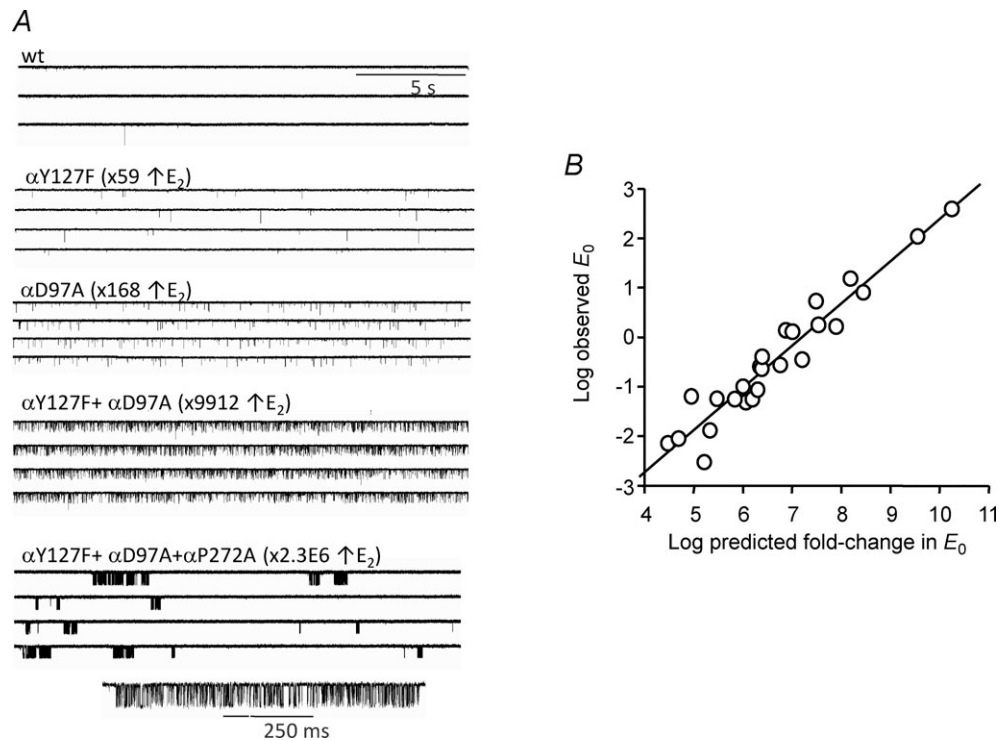 A
wt
5 s
αY127F (x59 ↑E₂)
αD97A (x168 ↑E₂)
αY127F+ αD97A (x9912 ↑E₂)
αY127F+ αD97A+αP272A (x2.3E6 ↑E₂)
250 ms
B
Log observed E₀
3
2
1
0
-1
-2
-3
4 5 6 7 8 9 10 11
Log predicted fold-change in E₀